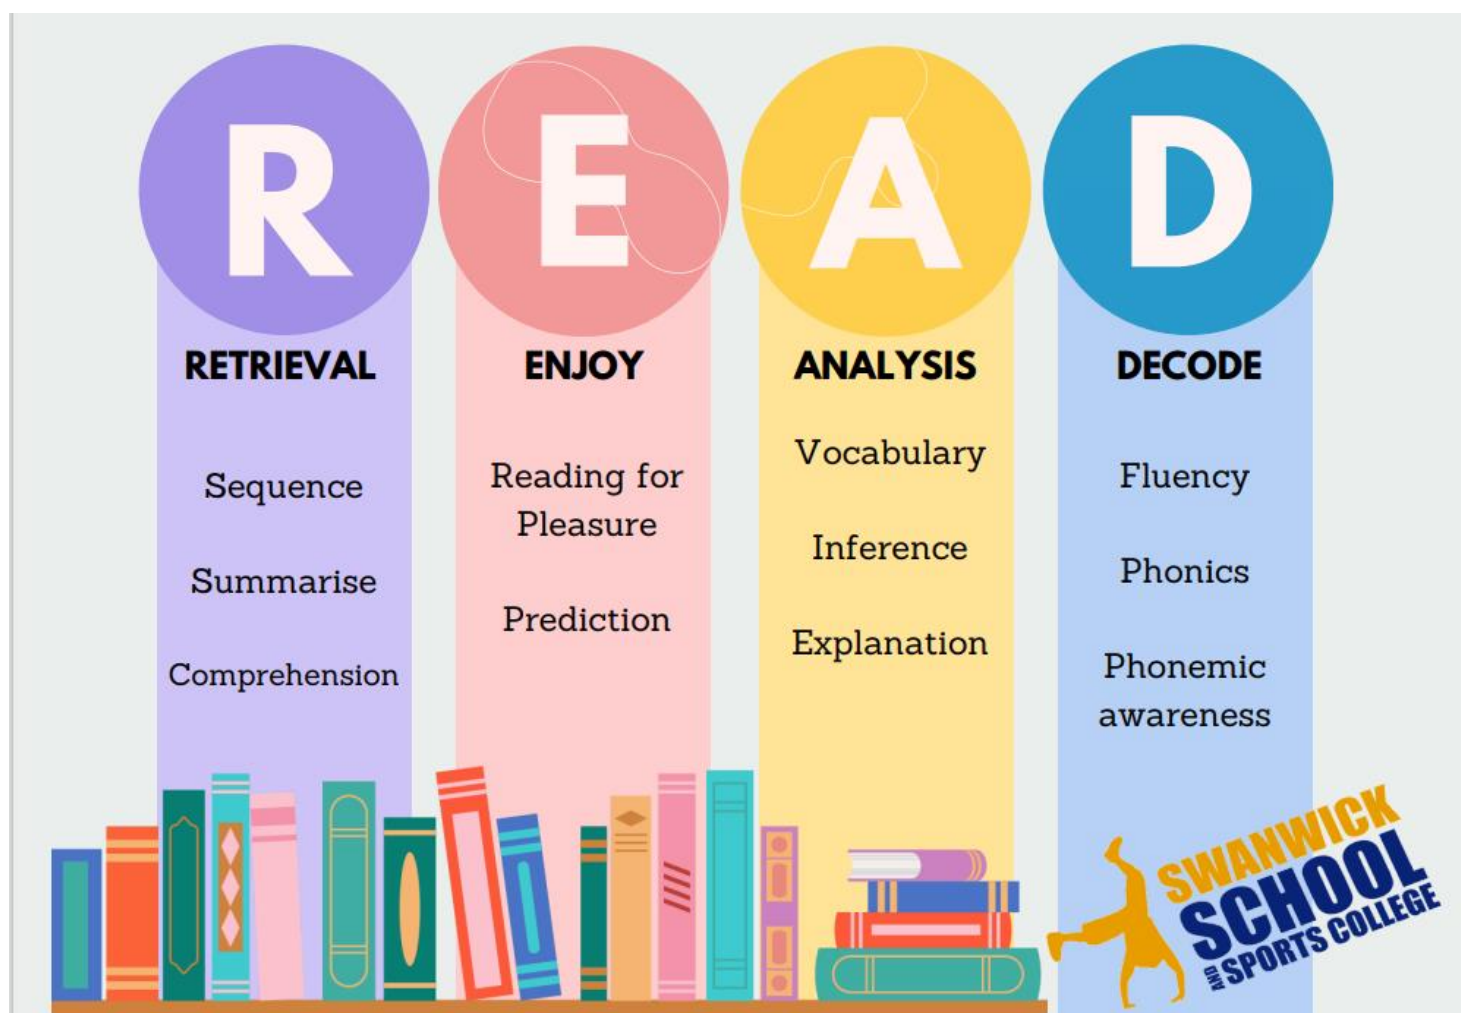 R E A D
RETRIEVAL
Sequence
Summarise
Comprehension
ENJOY
Reading for
Pleasure
Prediction
ANALYSIS
Vocabulary
Inference
Explanation
DECODE
Fluency
Phonics
Phonemic
awareness
SWANWICK
SCHOOL
AND SPORTS COLLEGE